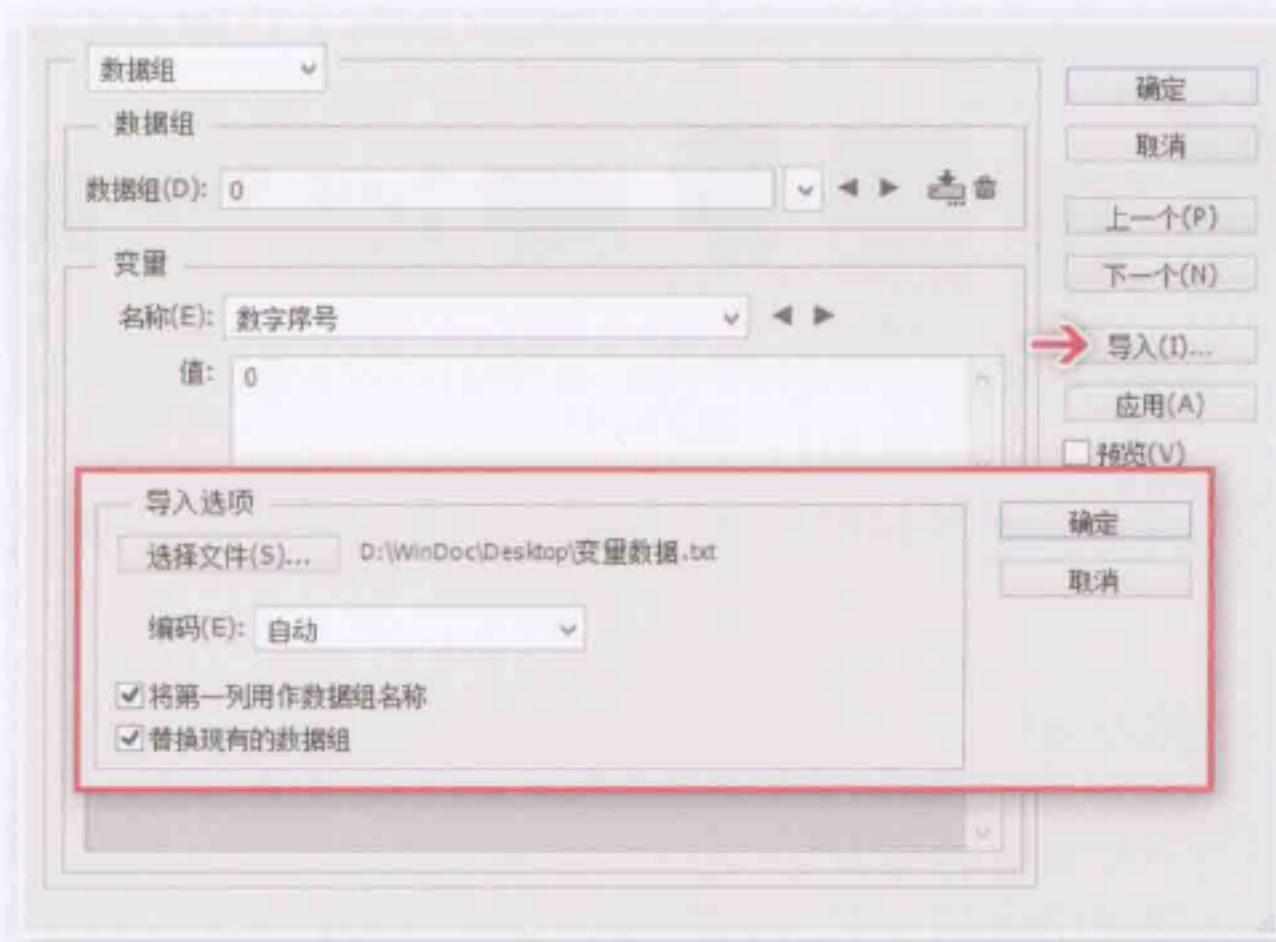 数据组
数据组
数据组(D): 0
变量
名称(E): 数字序号
值: 0
确定
取消
上一个(P)
下一个(N)
导入(I)...
应用(A)
预览(V)
导入选项
选择文件(S)... D:\WinDoc\Desktop\变量数据.txt
编码(E): 自动
将第一列用作数据组名称
替换现有的数据组
确定
取消